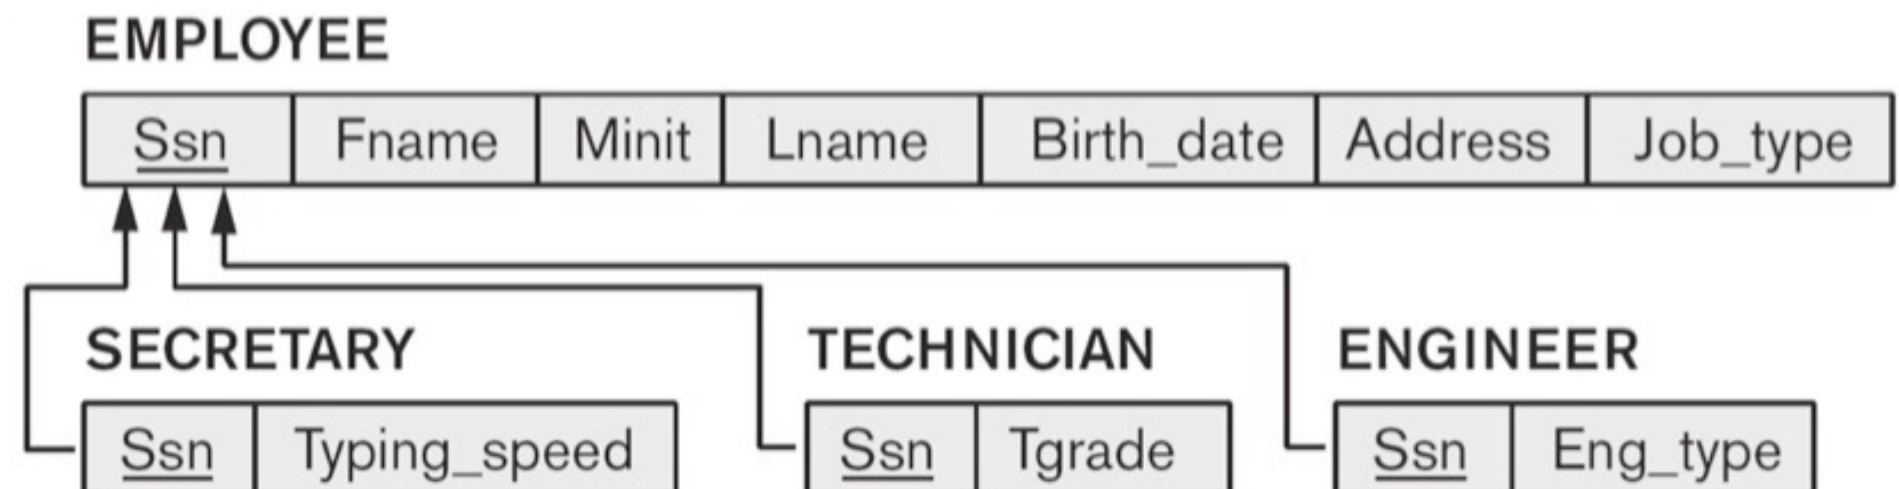 EMPLOYEE
Ssn Fname Minit Lname Birth_date Address Job_type
SECRETARY TECHNICIAN ENGINEER
Ssn Typing_speed Ssn Tgrade Ssn Eng_type